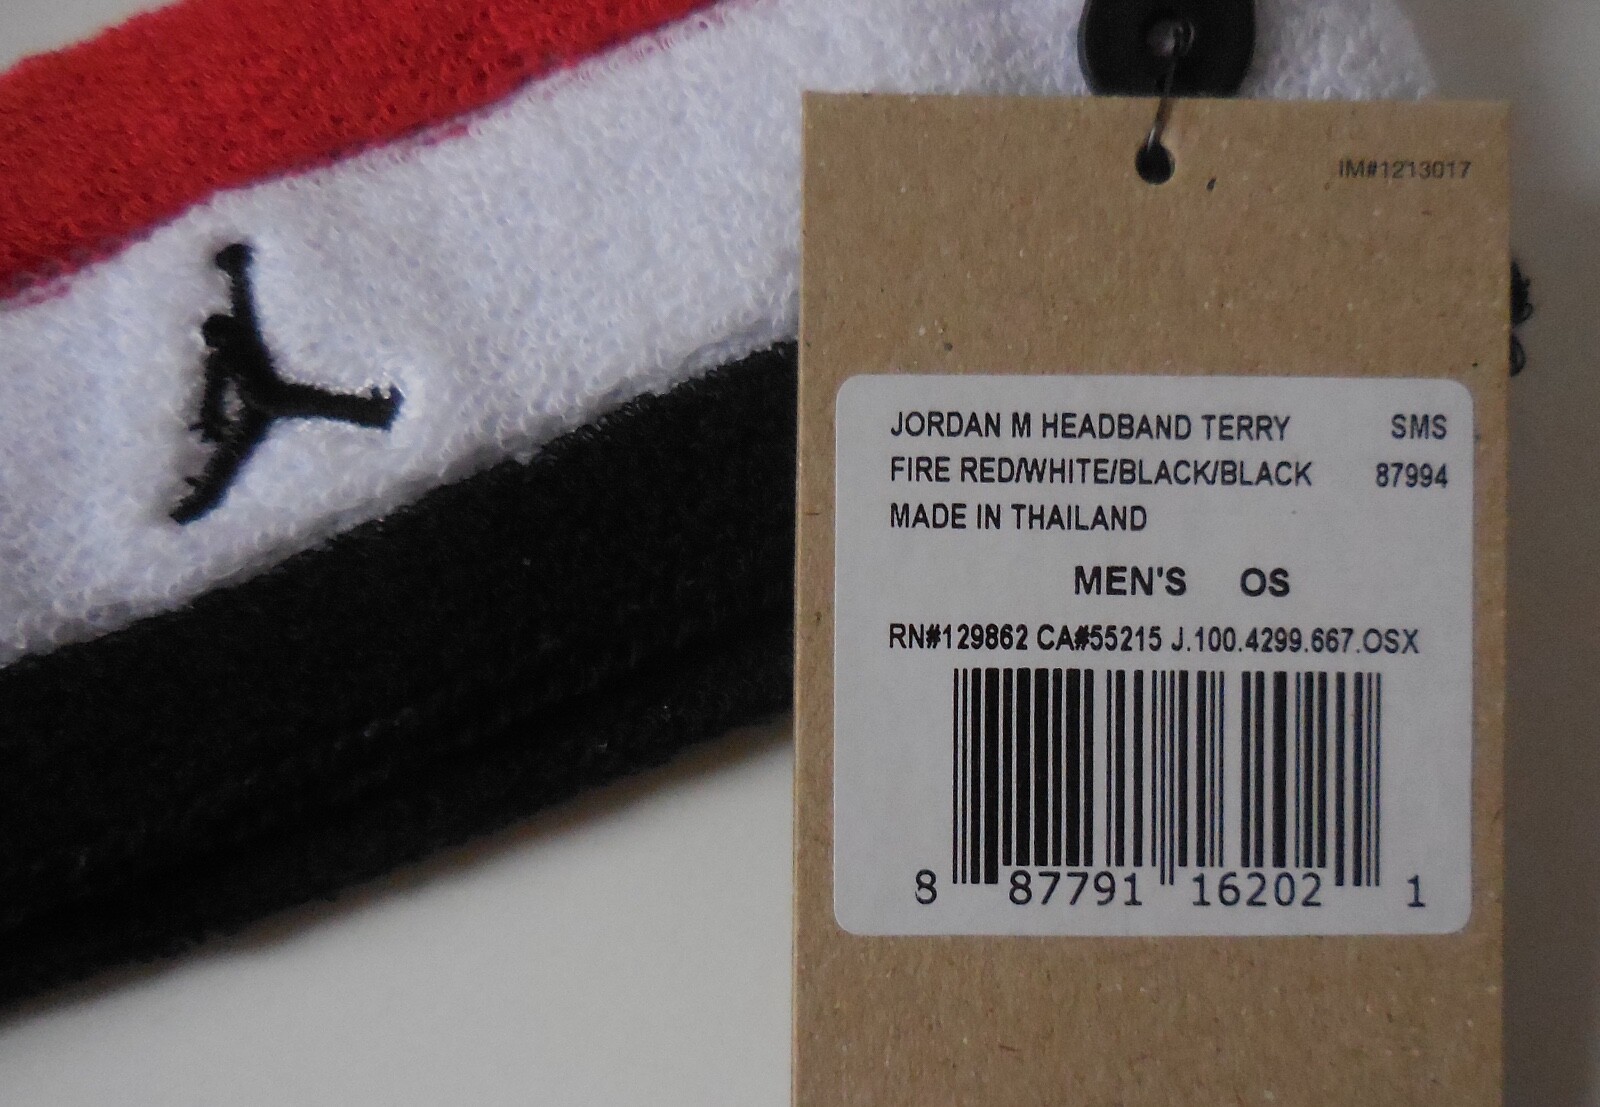 IM#1213017
JORDAN M HEADBAND TERRY SMS
FIRE RED/WHITE/BLACK/BLACK 87994
MADE IN THAILAND
MEN'S OS
RN#129862 CA#55215 J.100.4299.667.OSX
8 87791 16202 1